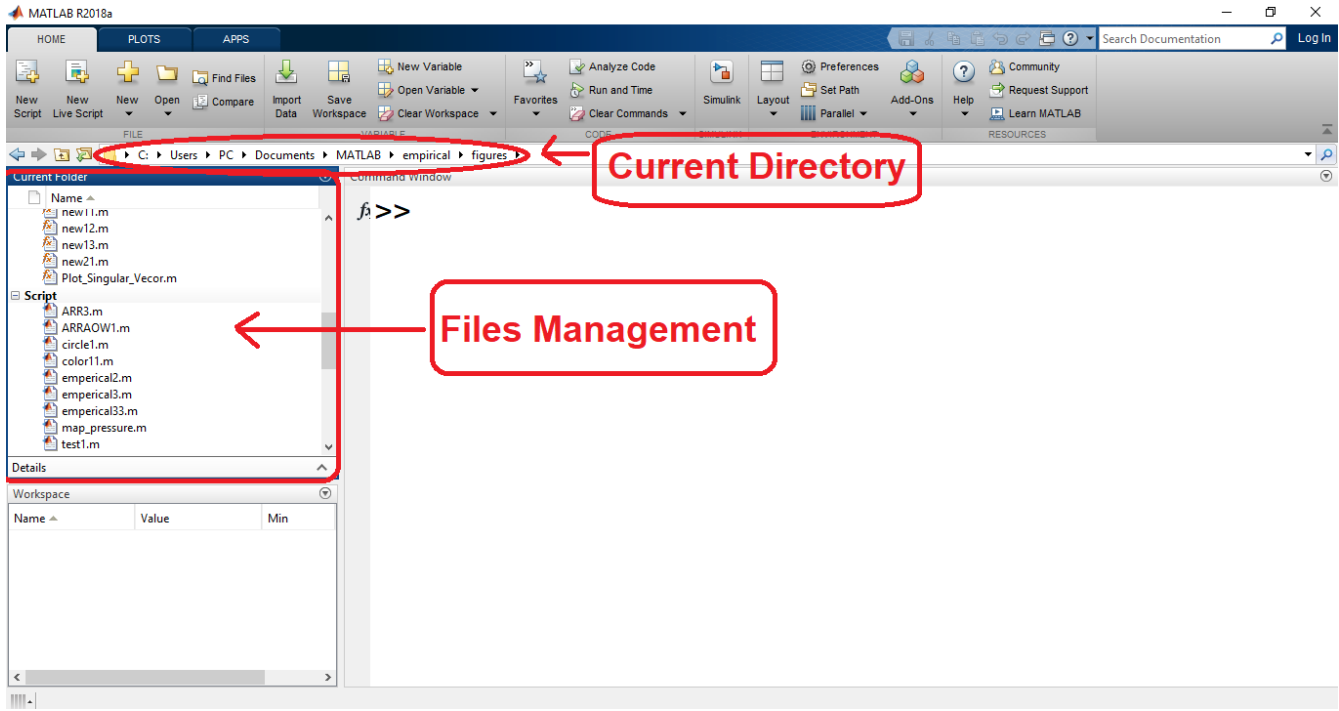 MATLAB R2018a
HOME PLOTS APPS
Search Documentation Log In
New Script
New Live Script
New
Open
Find Files
Compare
Import Data
Save Workspace
New Variable
Open Variable
Clear Workspace
Favorites
Analyze Code
Run and Time
Clear Commands
Simulink
Layout
Preferences
Set Path
Parallel
Add-Ons
Help
Community
Request Support
Learn MATLAB
FILE VARIABLE CODE SIMULINK ENVIRONMENT RESOURCES
C: Users PC Documents MATLAB empirical figures
Current Directory
Current Folder
Name
new11.m
new12.m
new13.m
new21.m
Plot_Singular_Vecor.m
Script
ARR3.m
ARRAOW1.m
circle1.m
color11.m
emperical2.m
emperical3.m
emperical33.m
map_pressure.m
test1.m
Details
Workspace
Name Value Min
Command Window
fx >>
Files Management